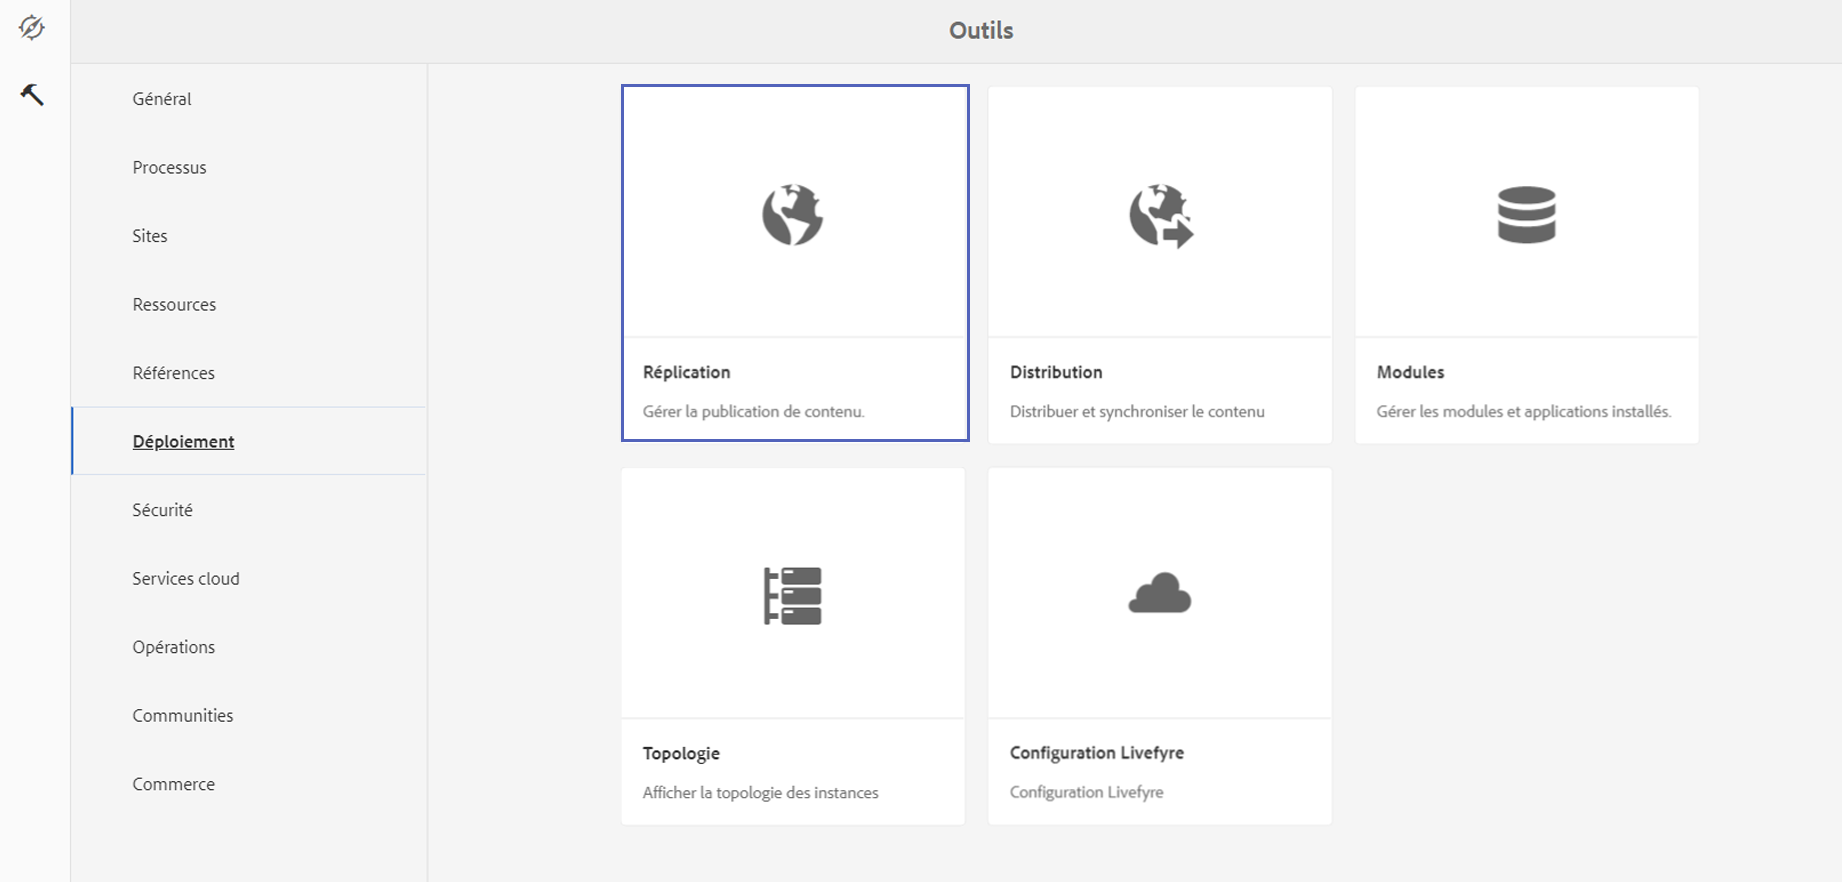 Outils
Général
Processus
Sites
Ressources
Références
Déploiement
Sécurité
Services cloud
Opérations
Communities
Commerce
Réplication
Gérer la publication de contenu.
Distribution
Distribuer et synchroniser le contenu
Modules
Gérer les modules et applications installés.
Topologie
Afficher la topologie des instances
Configuration Livefyre
Configuration Livefyre